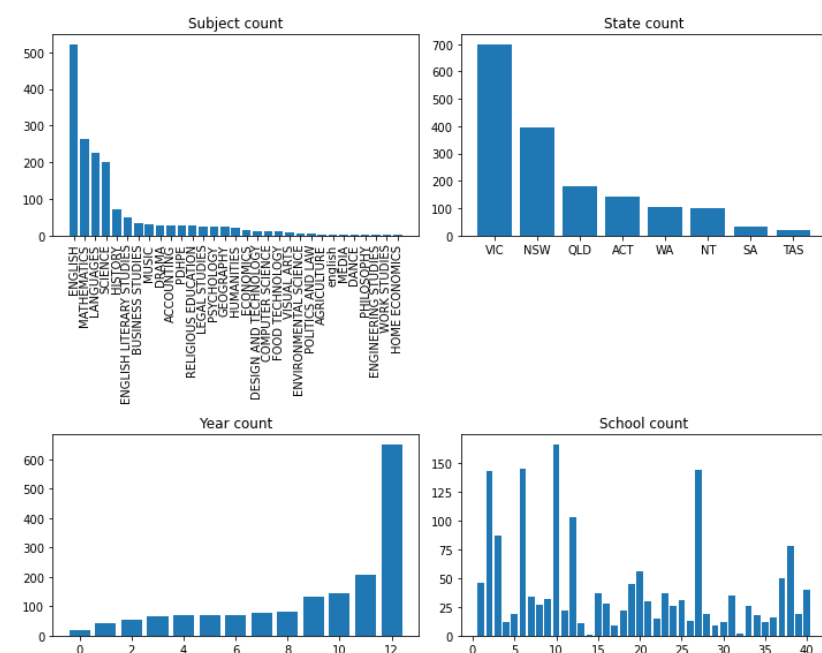 Subject count
500
400
300
200
100
0
ENGLISH
MATHEMATICS
LANGUAGES
SCIENCE
HISTORY
ENGLISH LITERARY STUDIES
BUSINESS STUDIES
MUSIC
DRAMA
ACCOUNTING
PDHPE
RELIGIOUS EDUCATION
LEGAL STUDIES
PSYCHOLOGY
GEOGRAPHY
HUMANITIES
ECONOMICS
DESIGN AND TECHNOLOGY
COMPUTER SCIENCE
FOOD TECHNOLOGY
VISUAL ARTS
ENVIRONMENTAL SCIENCE
POLITICS AND LAW
AGRICULTURE
english
MEDIA
DANCE
PHILOSOPHY
ENGINEERING STUDIES
WORK STUDIES
HOME ECONOMICS
State count
700
600
500
400
300
200
100
0
VIC NSW QLD ACT WA NT SA TAS
Year count
600
500
400
300
200
100
0
0 2 4 6 8 10 12
School count
150
125
100
75
50
25
0
0 5 10 15 20 25 30 35 40